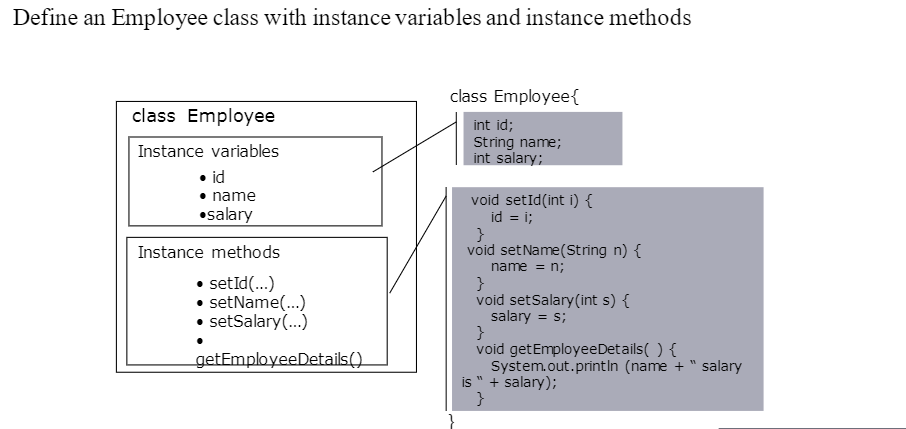 Define an Employee class with instance variables and instance methods
class Employee
Instance variables
• id
• name
•salary
Instance methods
• setId(...)
• setName(...)
• setSalary(...)
•
getEmployeeDetails()
class Employee{
int id;
String name;
int salary;
void setId(int i) {
id = i;
}
void setName(String n) {
name = n;
}
void setSalary(int s) {
salary = s;
}
void getEmployeeDetails( ) {
System.out.println (name + “ salary
is “ + salary);
}
}